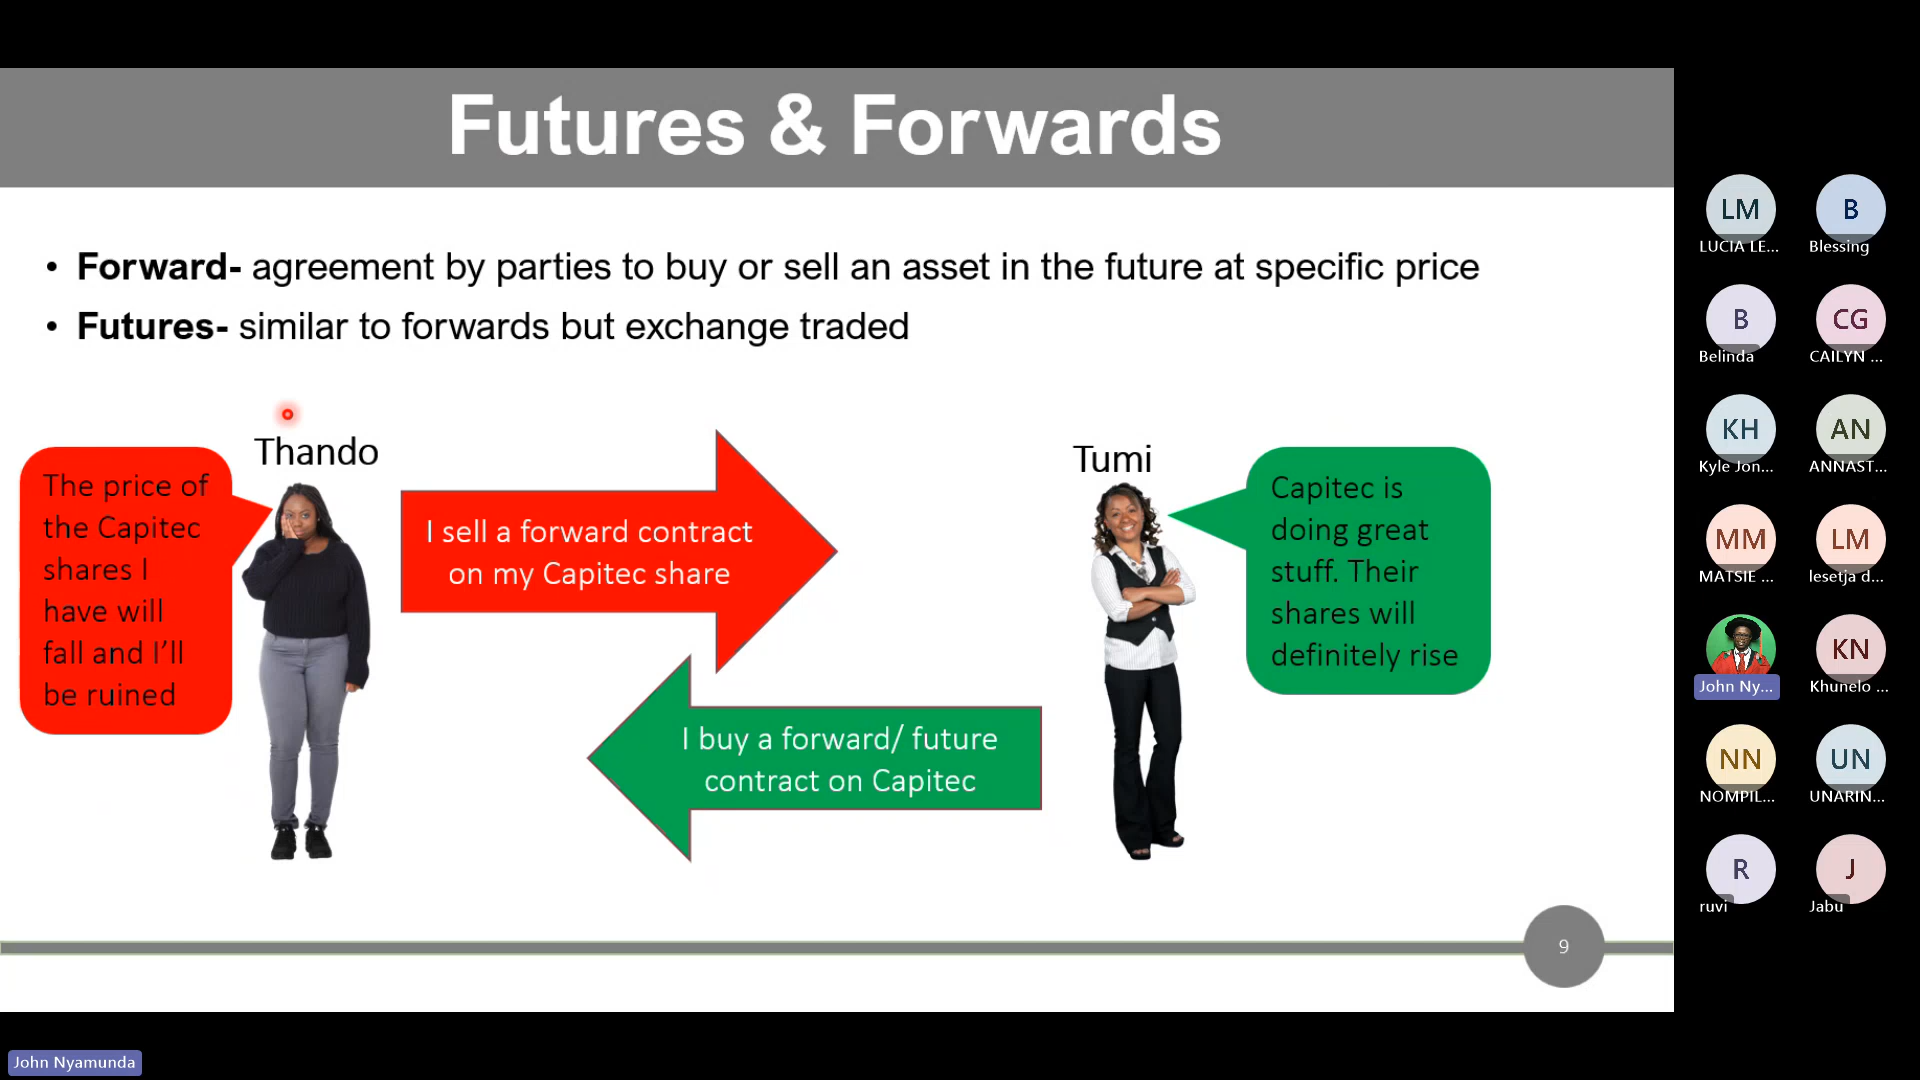 Futures & Forwards
• Forward- agreement by parties to buy or sell an asset in the future at specific price
• Futures- similar to forwards but exchange traded
Thando
The price of
the Capitec
shares I
have will
fall and I’ll
be ruined
I sell a forward contract
on my Capitec share
Tumi
Capitec is
doing great
stuff. Their
shares will
definitely rise
I buy a forward/ future
contract on Capitec
9
LM
LUCIA LE...
B
Blessing
B
Belinda
CG
CAILYN ...
KH
Kyle Jon...
AN
ANNAST...
MM
MATSIE ...
LM
lesetja d...
John Ny...
KN
Khunelo ...
NN
NOMPIL...
UN
UNARIN...
R
ruvi
J
Jabu
John Nyamunda